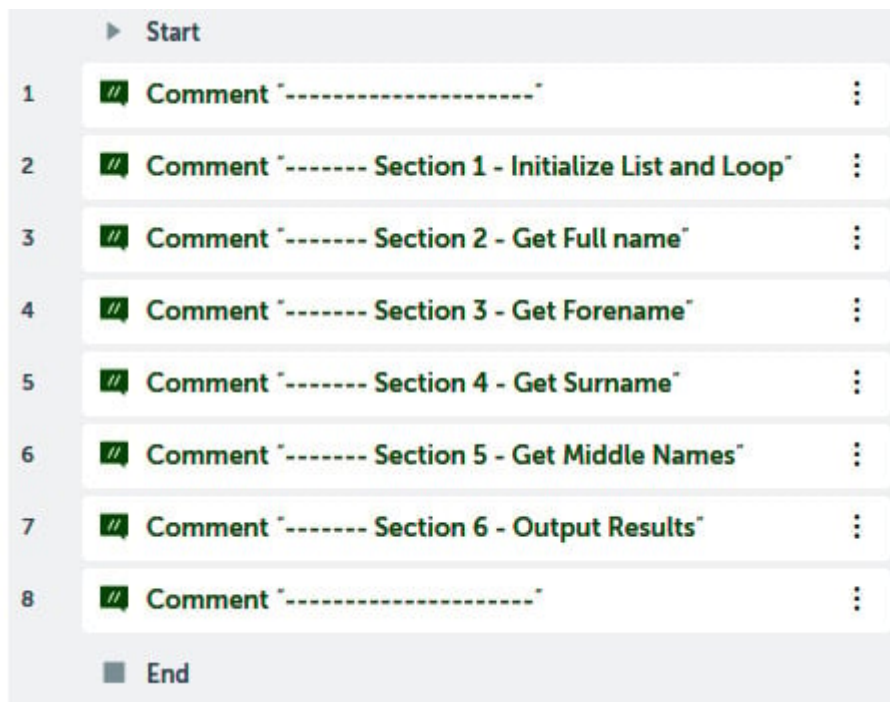 Start
1 Comment "---------------------"
2 Comment "------- Section 1 - Initialize List and Loop"
3 Comment "------- Section 2 - Get Full name"
4 Comment "------- Section 3 - Get Forename"
5 Comment "------- Section 4 - Get Surname"
6 Comment "------- Section 5 - Get Middle Names"
7 Comment "------- Section 6 - Output Results"
8 Comment "---------------------"
End